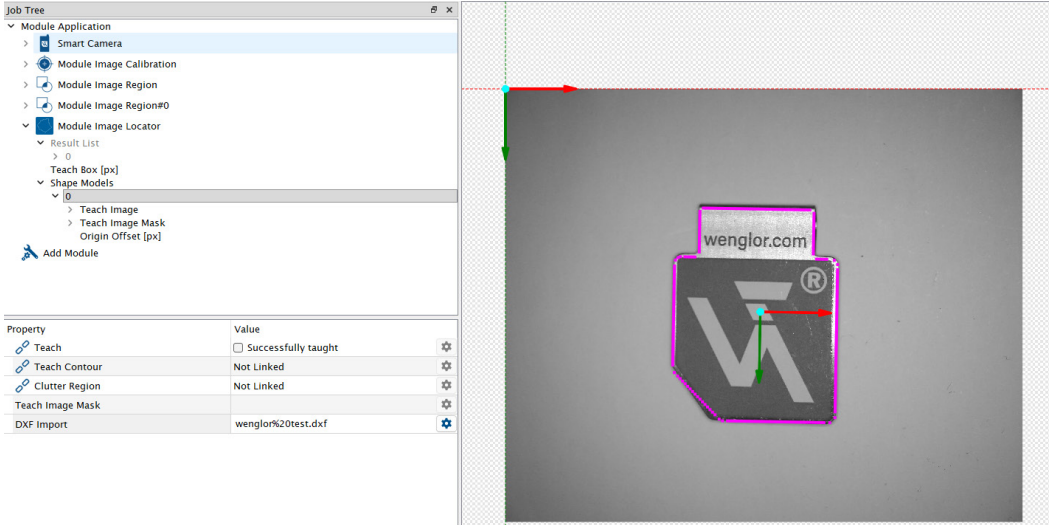 Job Tree
Module Application
Smart Camera
Module Image Calibration
Module Image Region
Module Image Region#0
Module Image Locator
Result List
0
Teach Box [px]
Shape Models
0
Teach Image
Teach Image Mask
Origin Offset [px]
Add Module
Property Value
Teach Successfully taught
Teach Contour Not Linked
Clutter Region Not Linked
Teach Image Mask
DXF Import wenglor%20test.dxf
wenglor.com
®